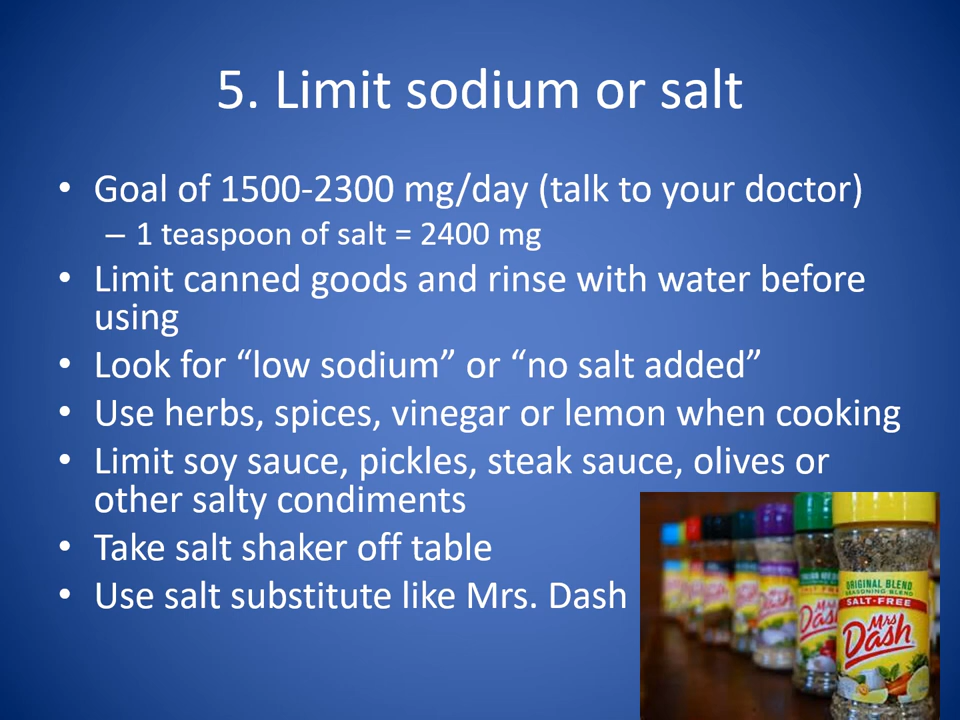 5. Limit sodium or salt
• Goal of 1500-2300 mg/day (talk to your doctor)
– 1 teaspoon of salt = 2400 mg
• Limit canned goods and rinse with water before
using
• Look for “low sodium” or “no salt added”
• Use herbs, spices, vinegar or lemon when cooking
• Limit soy sauce, pickles, steak sauce, olives or
other salty condiments
• Take salt shaker off table
• Use salt substitute like Mrs. Dash
ORIGINAL BLEND
SEASONING BLEND
SALT-FREE
Mrs
Dash